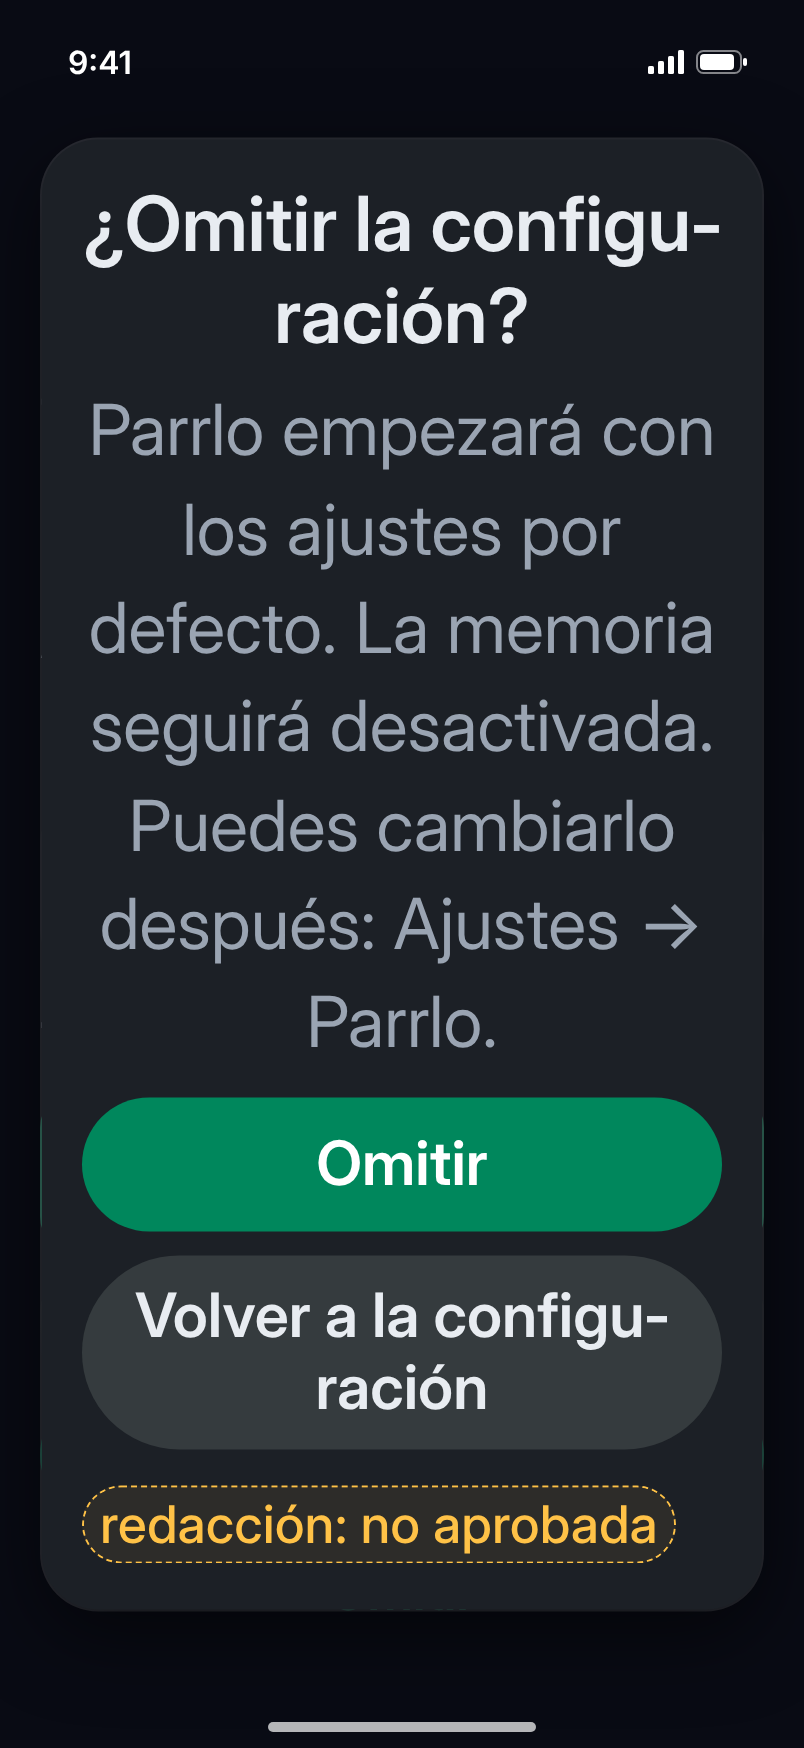 9:41
¿Omitir la configu-
ración?
Parrlo empezará con
los ajustes por
defecto. La memoria
seguirá desactivada.
Puedes cambiarlo
después: Ajustes →
Parrlo.
Omitir
Volver a la configu-
ración
redacción: no aprobada